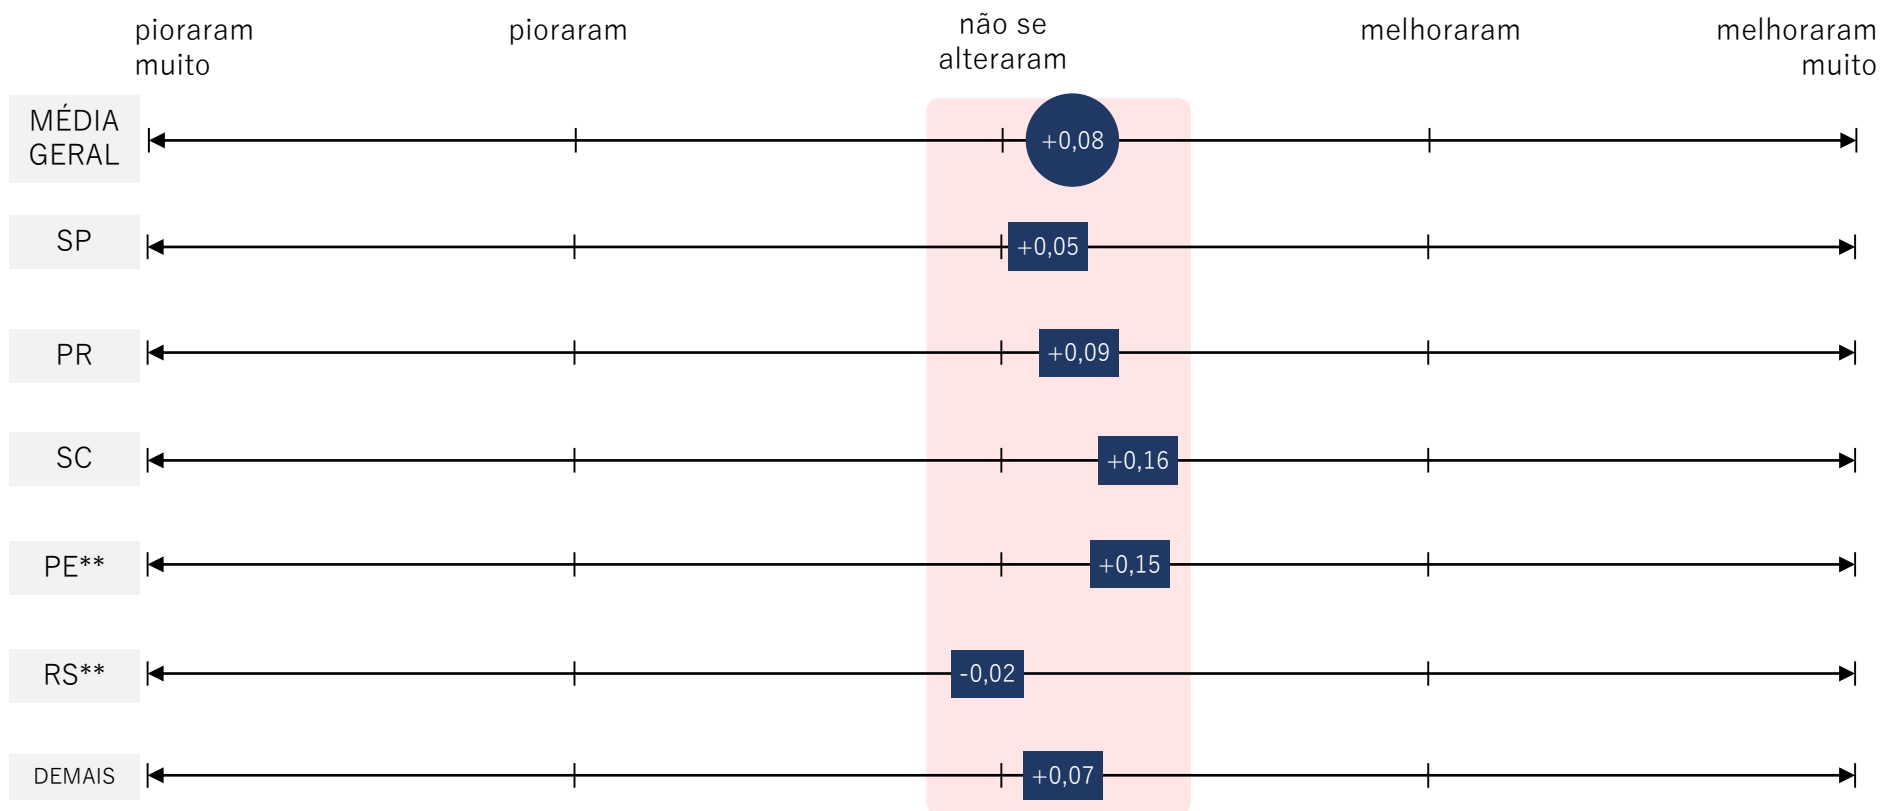 pioraram
muito
pioraram
não se
alteraram
melhoraram
melhoraram
muito
MÉDIA
GERAL
+0,08
SP
+0,05
PR
+0,09
SC
+0,16
PE**
+0,15
RS**
-0,02
DEMAIS
+0,07